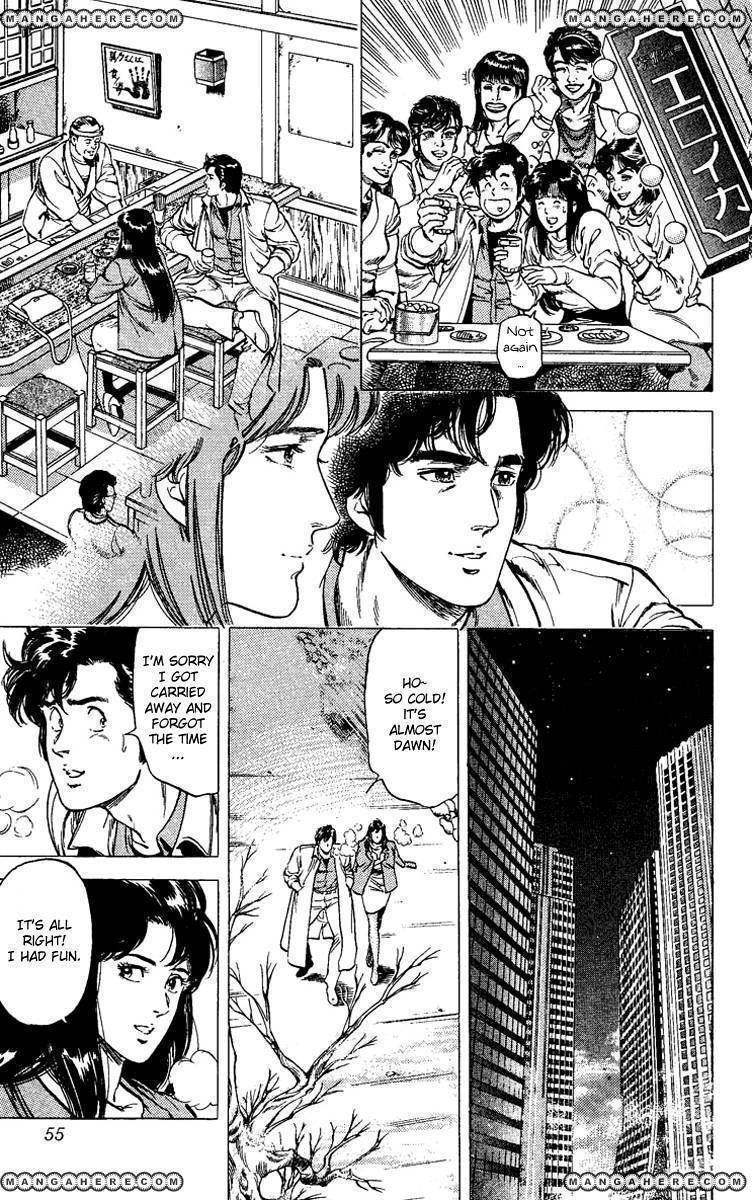 MANGAHERE.COM
MANGAHERE.COM
エロイカ
Not
again
...
I'M SORRY
I GOT
CARRIED
AWAY AND
FORGOT
THE TIME
...
HO-
SO COLD!
IT'S
ALMOST
DAWN!
IT'S ALL
RIGHT!
I HAD FUN.
55
MANGAHERE.COM
MANGAHERE.COM